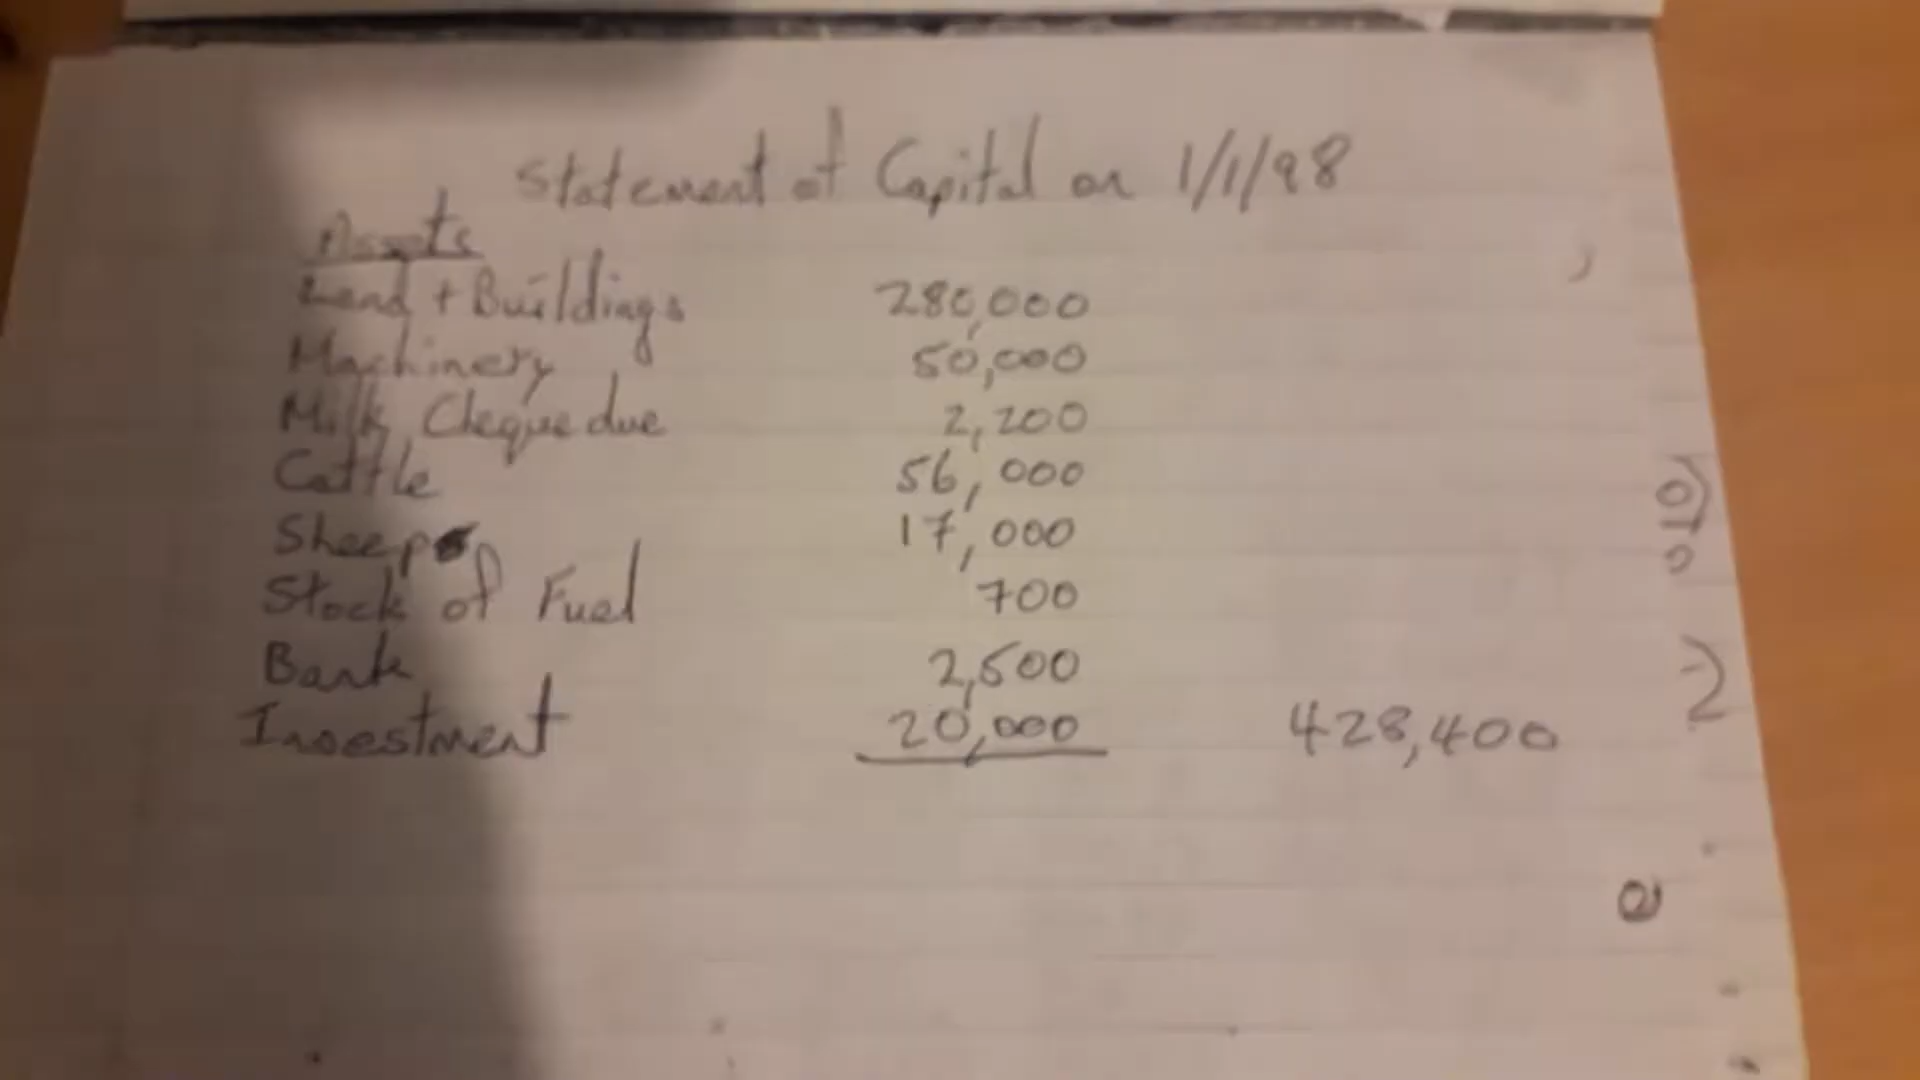 Statement of Capital on 1/1/98
Assets
Land + Buildings 280,000
Machinery 50,000
Milk Cheque due 2,200
Cattle 56,000
Sheep 17,000
Stock of Fuel 700
Bank 2,500
Investment 20,000 428,400